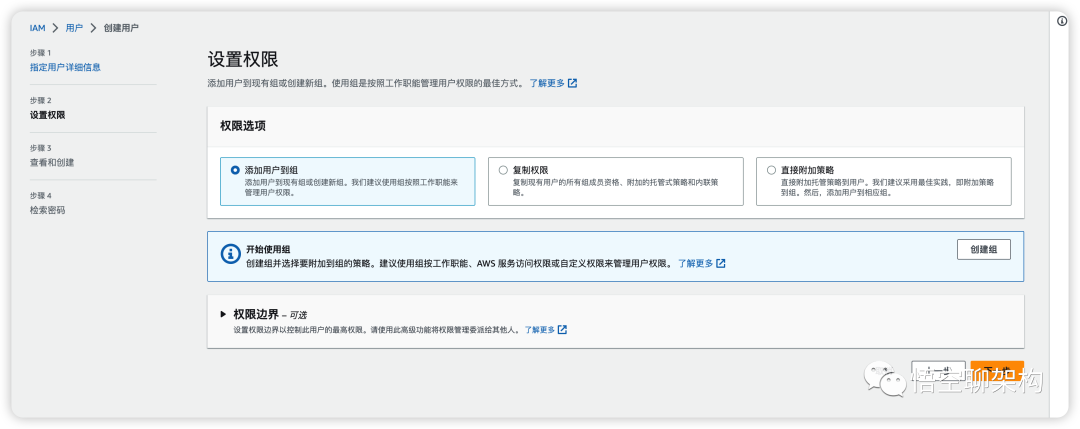 IAM > 用户 > 创建用户
步骤 1
指定用户详细信息
步骤 2
设置权限
步骤 3
查看和创建
步骤 4
检索密码
设置权限
添加用户到现有组或创建新组。使用组是按照工作职能管理用户权限的最佳方式。 了解更多
权限选项
添加用户到组
添加用户到现有组或创建新组。我们建议使用组按照工作职能来
管理用户权限。
复制权限
复制现有用户的所有组成员资格、附加的托管式策略和内联策
略。
直接附加策略
直接附加托管策略到用户。我们建议采用最佳实践，即附加策略
到组。然后，添加用户到相应组。
开始使用组
创建组并选择要附加到组的策略。建议使用组按工作职能、AWS 服务访问权限或自定义权限来管理用户权限。 了解更多
创建组
权限边界 – 可选
设置权限边界以控制此用户的最高权限。请使用此高级功能将权限管理委派给其他人。 了解更多
上一步
下一步
悟空聊架构